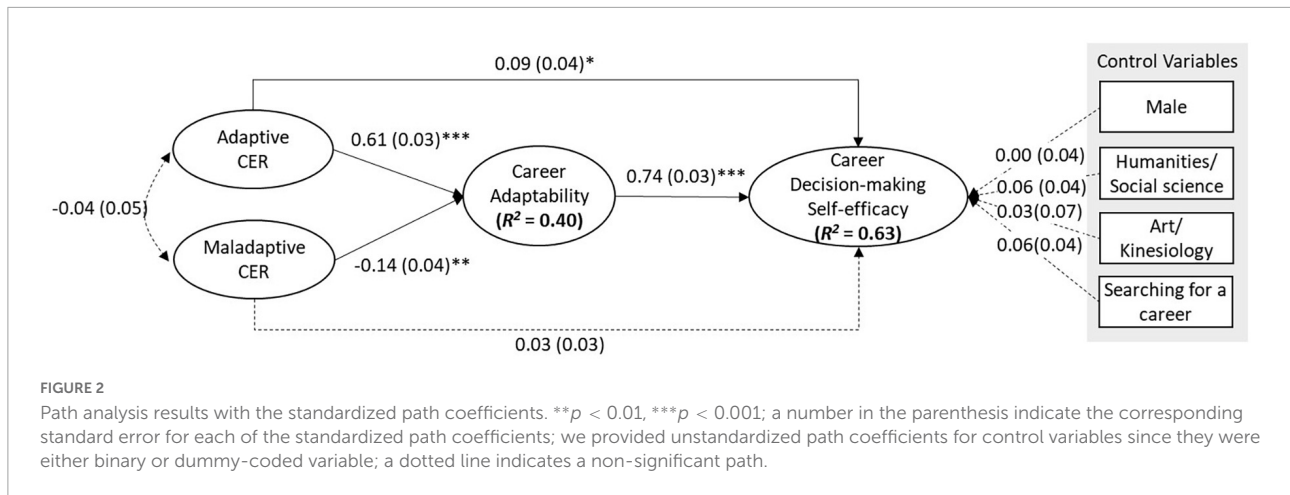 0.09 (0.04)*
Control Variables
Adaptive
CER
0.61 (0.03)***
Male
0.00 (0.04)
Career
Adaptability
(R² = 0.40)
0.74 (0.03)***
Career
Decision-making
Self-efficacy
(R² = 0.63)
Humanities/
Social science
0.06 (0.04)
-0.04 (0.05)
0.03(0.07)
Art/
Kinesiology
Maladaptive
CER
-0.14 (0.04)**
0.06(0.04)
Searching for a
career
0.03 (0.03)
FIGURE 2
Path analysis results with the standardized path coefficients. **p < 0.01, ***p < 0.001; a number in the parenthesis indicate the corresponding
standard error for each of the standardized path coefficients; we provided unstandardized path coefficients for control variables since they were
either binary or dummy-coded variable; a dotted line indicates a non-significant path.